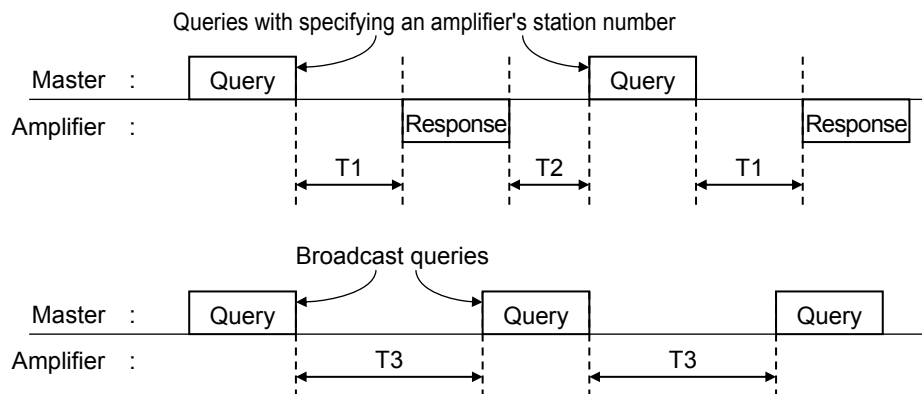 Queries with specifying an amplifier's station number
Master : Query Query
Amplifier : Response Response
T1 T2 T1
Broadcast queries
Master : Query Query Query
Amplifier :
T3 T3